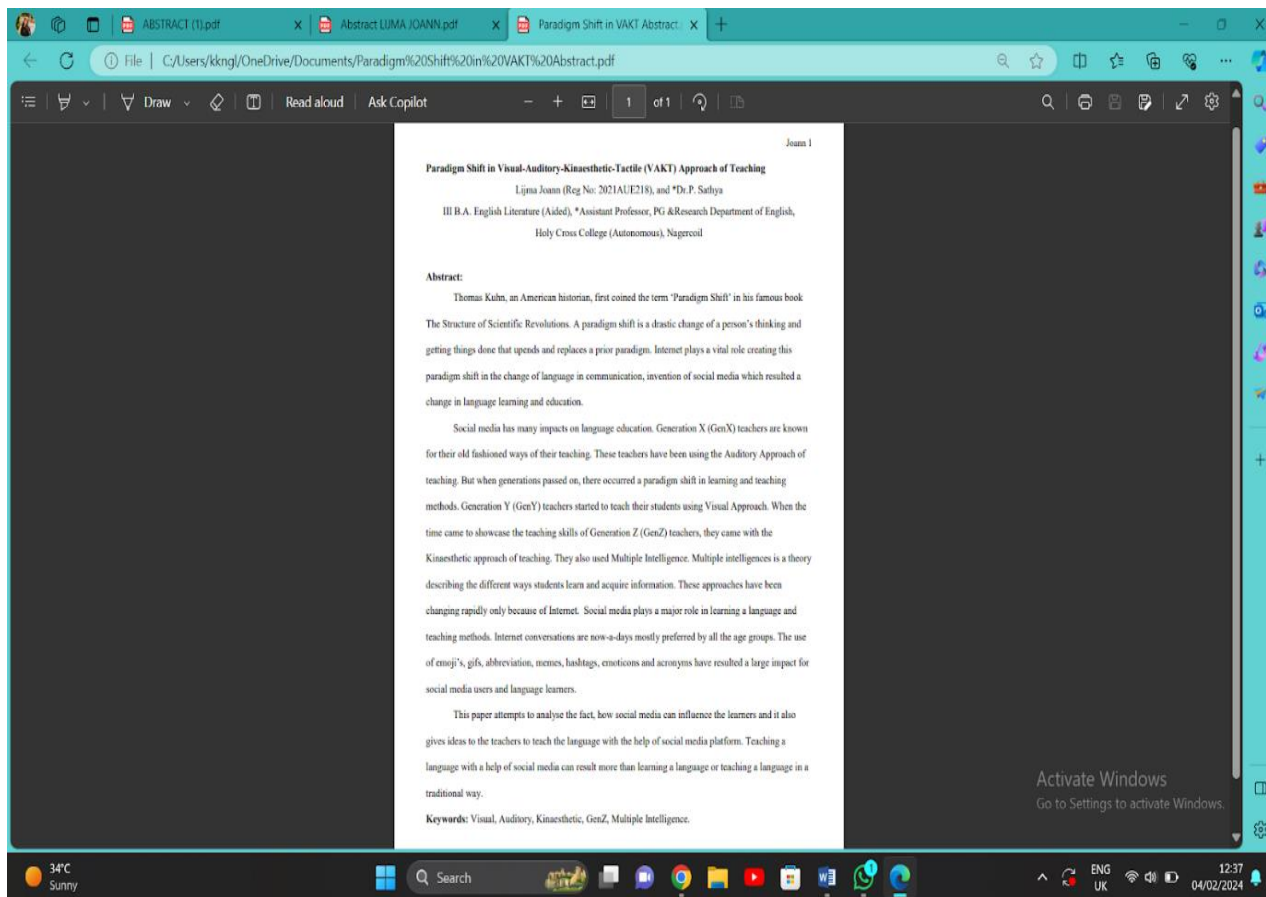 ABSTRACT (1).pdf
Abstract LUMA JOANN.pdf
Paradigm Shift in VAKT Abstract.
File | C:/Users/kkngl/OneDrive/Documents/Paradigm%20Shift%20in%20VAKT%20Abstract.pdf
Draw
Read aloud
Ask Copilot
1 of 1
Joann 1
Paradigm Shift in Visual-Auditory-Kinaesthetic-Tactile (VAKT) Approach of Teaching
Lijma Joann (Reg No: 2021AUE218), and *Dr.P. Sathya
III B.A. English Literature (Aided), *Assistant Professor, PG &Research Department of English,
Holy Cross College (Autonomous), Nagercoil
Abstract:
Thomas Kuhn, an American historian, first coined the term ‘Paradigm Shift’ in his famous book
The Structure of Scientific Revolutions. A paradigm shift is a drastic change of a person’s thinking and
getting things done that upends and replaces a prior paradigm. Internet plays a vital role creating this
paradigm shift in the change of language in communication, invention of social media which resulted a
change in language learning and education.
Social media has many impacts on language education. Generation X (GenX) teachers are known
for their old fashioned ways of their teaching. These teachers have been using the Auditory Approach of
teaching. But when generations passed on, there occurred a paradigm shift in learning and teaching
methods. Generation Y (GenY) teachers started to teach their students using Visual Approach. When the
time came to showcase the teaching skills of Generation Z (GenZ) teachers, they came with the
Kinaesthetic approach of teaching. They also used Multiple Intelligence. Multiple intelligences is a theory
describing the different ways students learn and acquire information. These approaches have been
changing rapidly only because of Internet. Social media plays a major role in learning a language and
teaching methods. Internet conversations are now-a-days mostly preferred by all the age groups. The use
of emoji’s, gifs, abbreviation, memes, hashtags, emoticons and acronyms have resulted a large impact for
social media users and language learners.
This paper attempts to analyse the fact, how social media can influence the learners and it also
gives ideas to the teachers to teach the language with the help of social media platform. Teaching a
language with a help of social media can result more than learning a language or teaching a language in a
traditional way.
Keywords: Visual, Auditory, Kinaesthetic, GenZ, Multiple Intelligence.
Activate Windows
Go to Settings to activate Windows.
34°C
Sunny
Search
1
ENG
UK
12:37
04/02/2024